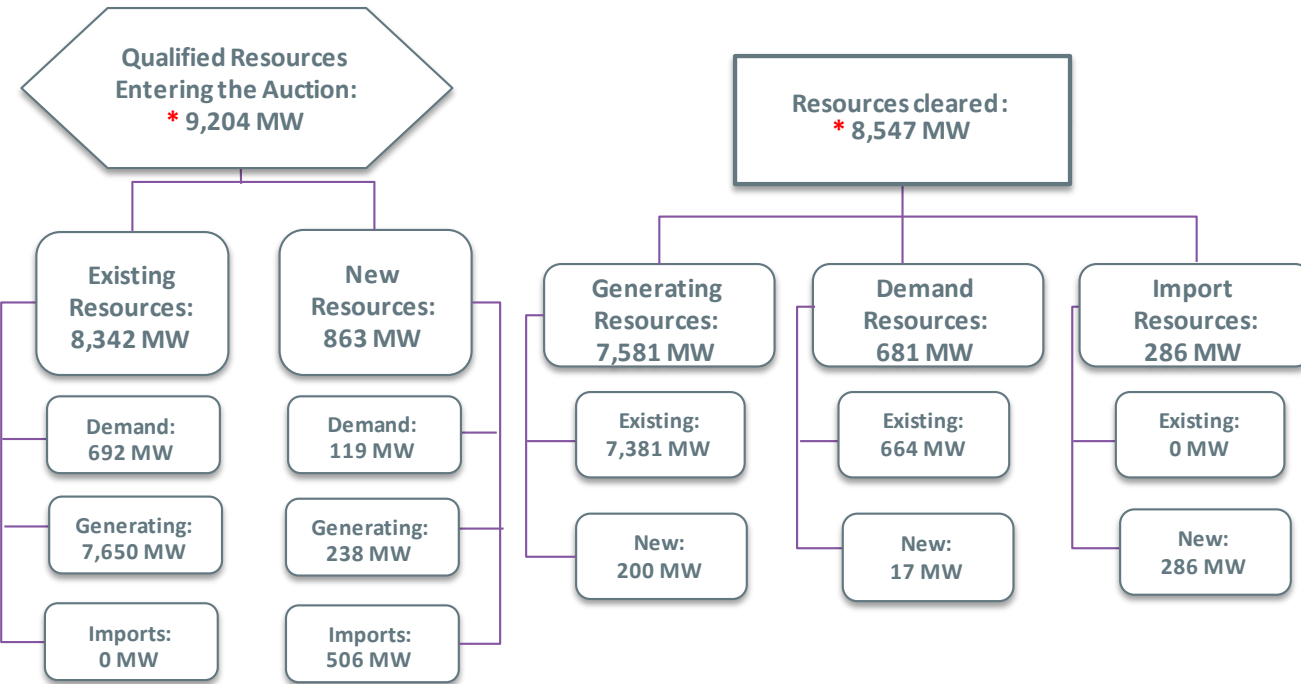 Qualified Resources
Entering the Auction:
* 9,204 MW
Existing
Resources:
8,342 MW
Demand:
692 MW
Generating:
7,650 MW
Imports:
0 MW
New
Resources:
863 MW
Demand:
119 MW
Generating:
238 MW
Imports:
506 MW
Resources cleared :
* 8,547 MW
Generating
Resources:
7,581 MW
Existing:
7,381 MW
New:
200 MW
Demand
Resources:
681 MW
Existing:
664 MW
New:
17 MW
Import
Resources:
286 MW
Existing:
0 MW
New:
286 MW